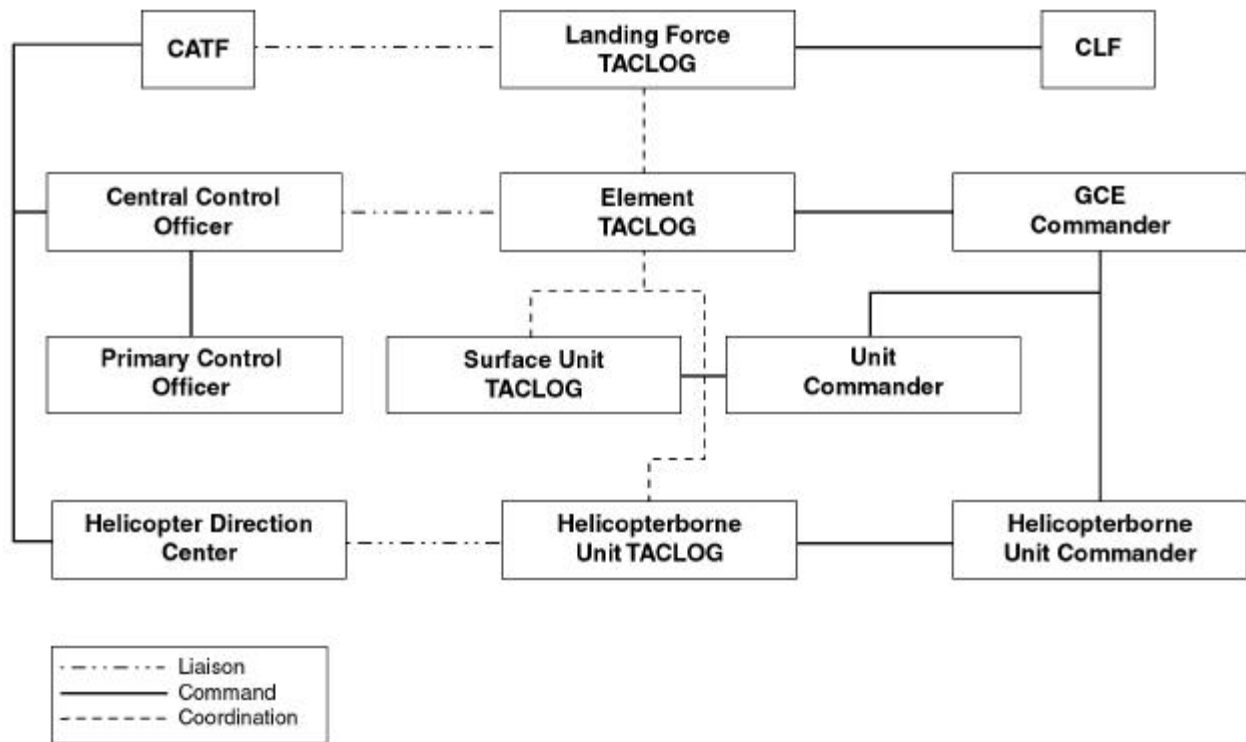 CATF
Landing Force
TACLOG
CLF
Central Control
Officer
Element
TACLOG
GCE
Commander
Primary Control
Officer
Surface Unit
TACLOG
Unit
Commander
Helicopter Direction
Center
Helicopterborne
Unit TACLOG
Helicopterborne
Unit Commander
Liaison
Command
Coordination